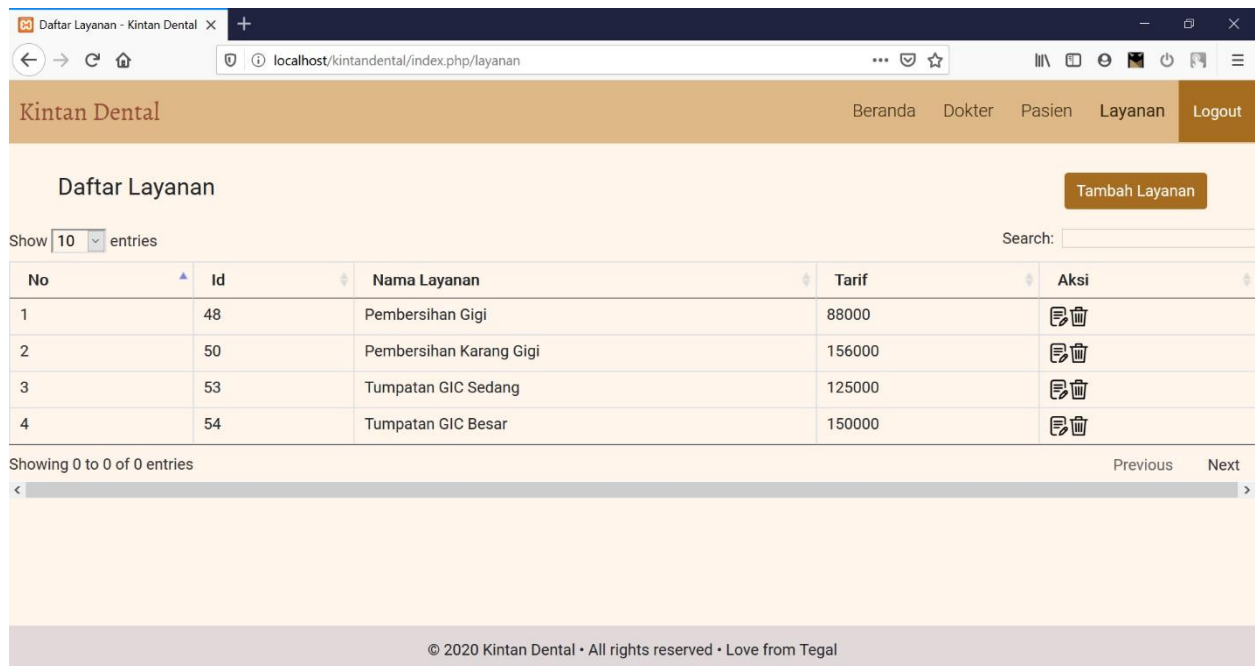 Daftar Layanan - Kintan Dental
localhost/kintandental/index.php/layanan
Kintan Dental Beranda Dokter Pasien Layanan Logout
Daftar Layanan Tambah Layanan
Show 10 entries Search:
No Id Nama Layanan Tarif Aksi
1 48 Pembersihan Gigi 88000
2 50 Pembersihan Karang Gigi 156000
3 53 Tumpatan GIC Sedang 125000
4 54 Tumpatan GIC Besar 150000
Showing 0 to 0 of 0 entries Previous Next
© 2020 Kintan Dental • All rights reserved • Love from Tegal